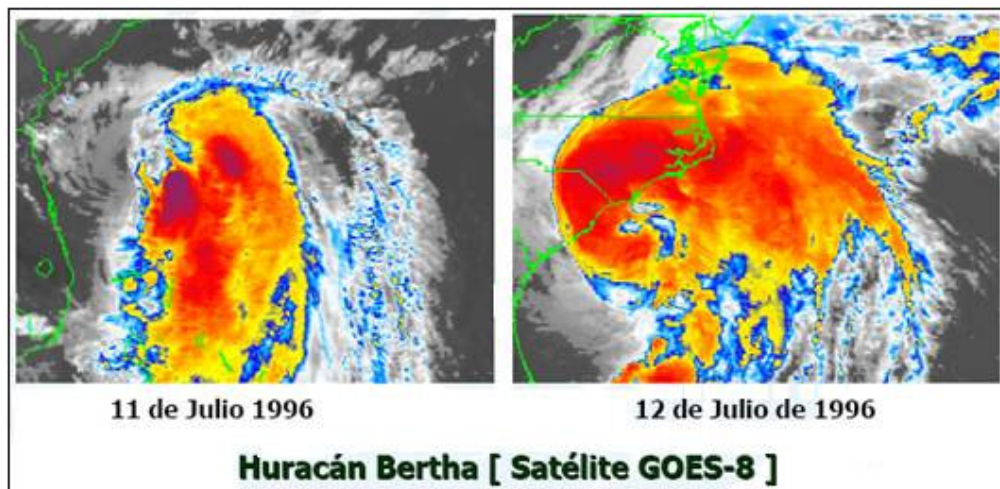 11 de Julio 1996
12 de Julio de 1996
Huracán Bertha [ Satélite GOES-8 ]